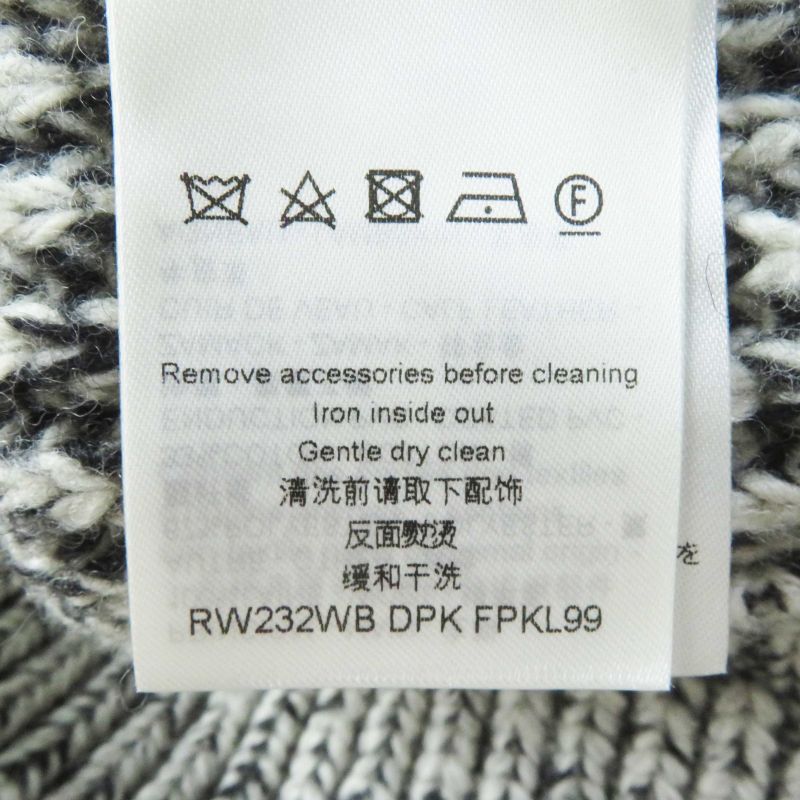 F
Remove accessories before cleaning
Iron inside out
Gentle dry clean
清洗前请取下配饰
反面熨烫
缓和干洗
を
RW232WB DPK FPKL99